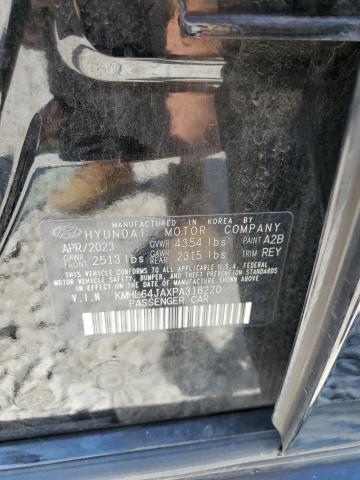 MANUFACTURED IN KOREA BY
HYUNDAI MOTOR COMPANY
APR/2023 GVWR 4354 lbs PAINT A2B
GAWR FRONT 2513 lbs GAWR REAR 2315 lbs TRIM REY
THIS VEHICLE CONFORMS TO ALL APPLICABLE U.S. FEDERAL
MOTOR VEHICLE SAFETY, BUMPER, AND THEFT PREVENTION
STANDARDS IN EFFECT ON THE DATE OF MANUFACTURE SHOWN ABOVE.
V.I.N KMHL64JAXPA318220
PASSENGER CAR